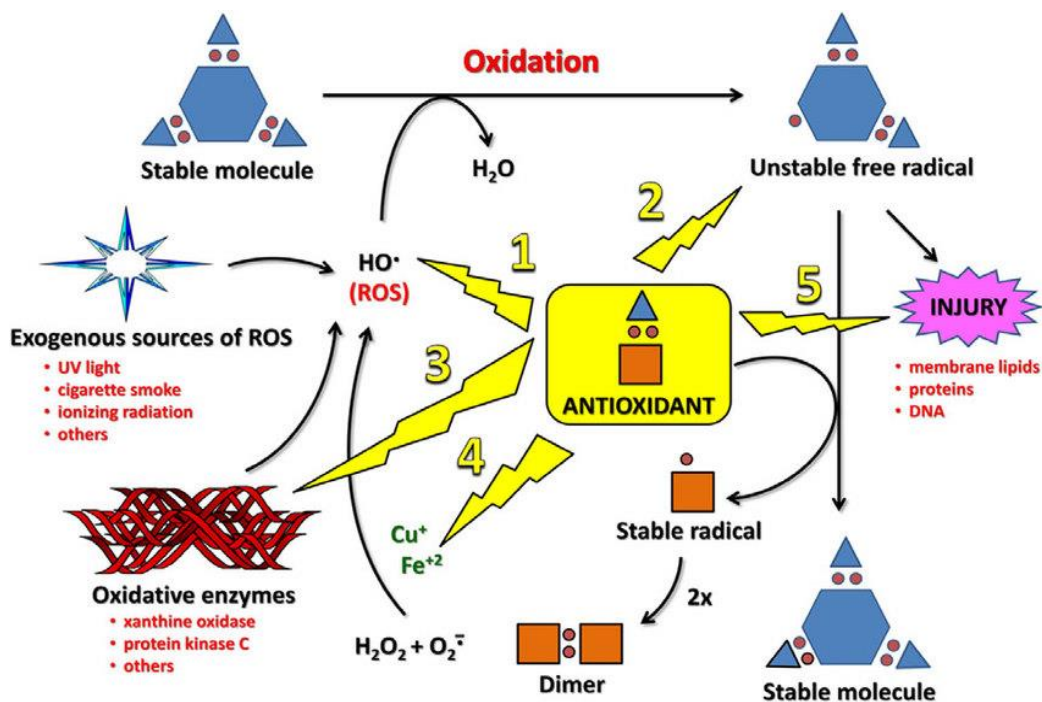 Oxidation
Stable molecule
H₂O
Unstable free radical
2
1
HO·
(ROS)
5
INJURY
Exogenous sources of ROS
• UV light
• cigarette smoke
• ionizing radiation
• others
• membrane lipids
• proteins
• DNA
3
ANTIOXIDANT
4
Cu⁺
Fe⁺²
Stable radical
Oxidative enzymes
• xanthine oxidase
• protein kinase C
• others
2x
H₂O₂ + O₂·̄
Dimer
Stable molecule